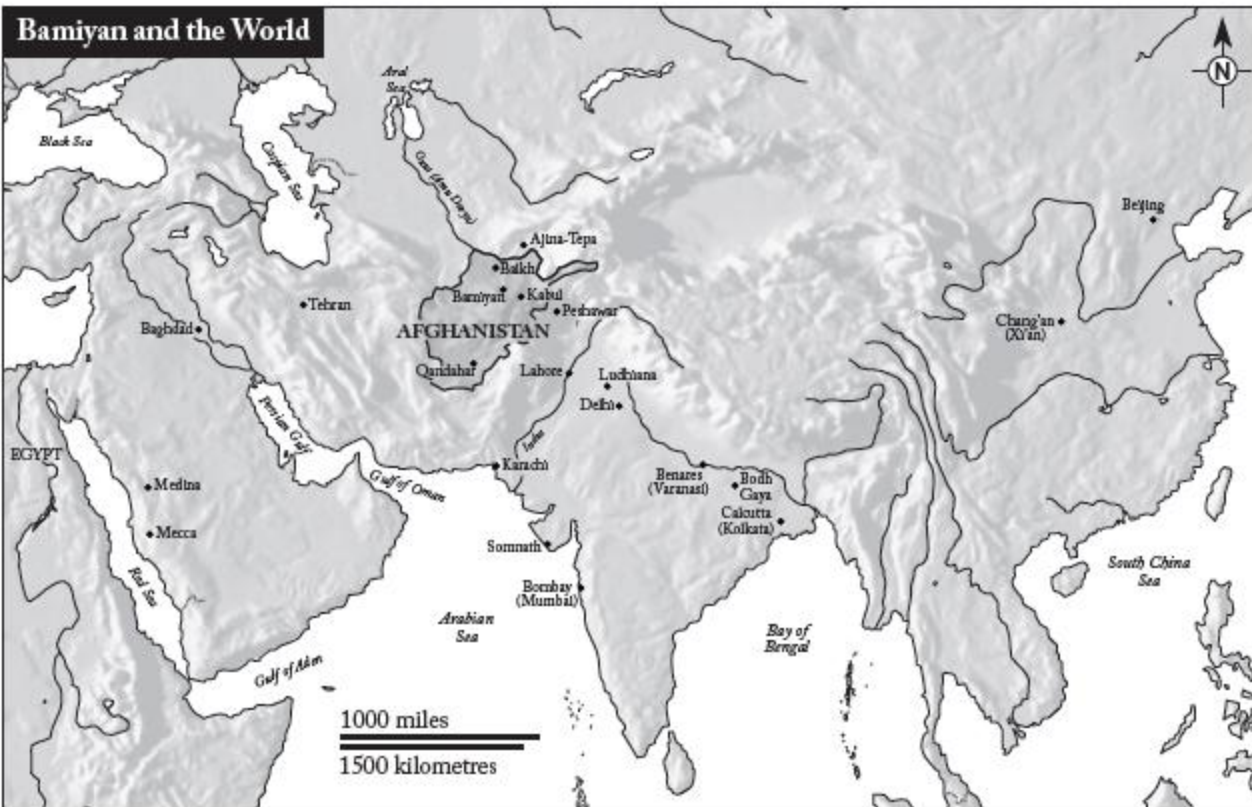 Bamiyan and the World
N
Aral
Sea
Black Sea
Caspian Sea
Oxus (Amu Darya)
Beijing
Ajina-Tepa
Balkh
Bamiyan
Kabul
Tehran
Peshawar
Baghdad
AFGHANISTAN
Chang'an
(Xi'an)
Qandahar
Lahore
Ludhiana
Delhi
Persian Gulf
Indus
EGYPT
Karachi
Gulf of Oman
Benares
(Varanasi)
Bodh
Gaya
Medina
Calcutta
(Kolkata)
Mecca
Somnath
South China
Sea
Red Sea
Bombay
(Mumbai)
Arabian
Sea
Bay of
Bengal
Gulf of Aden
1000 miles
1500 kilometres